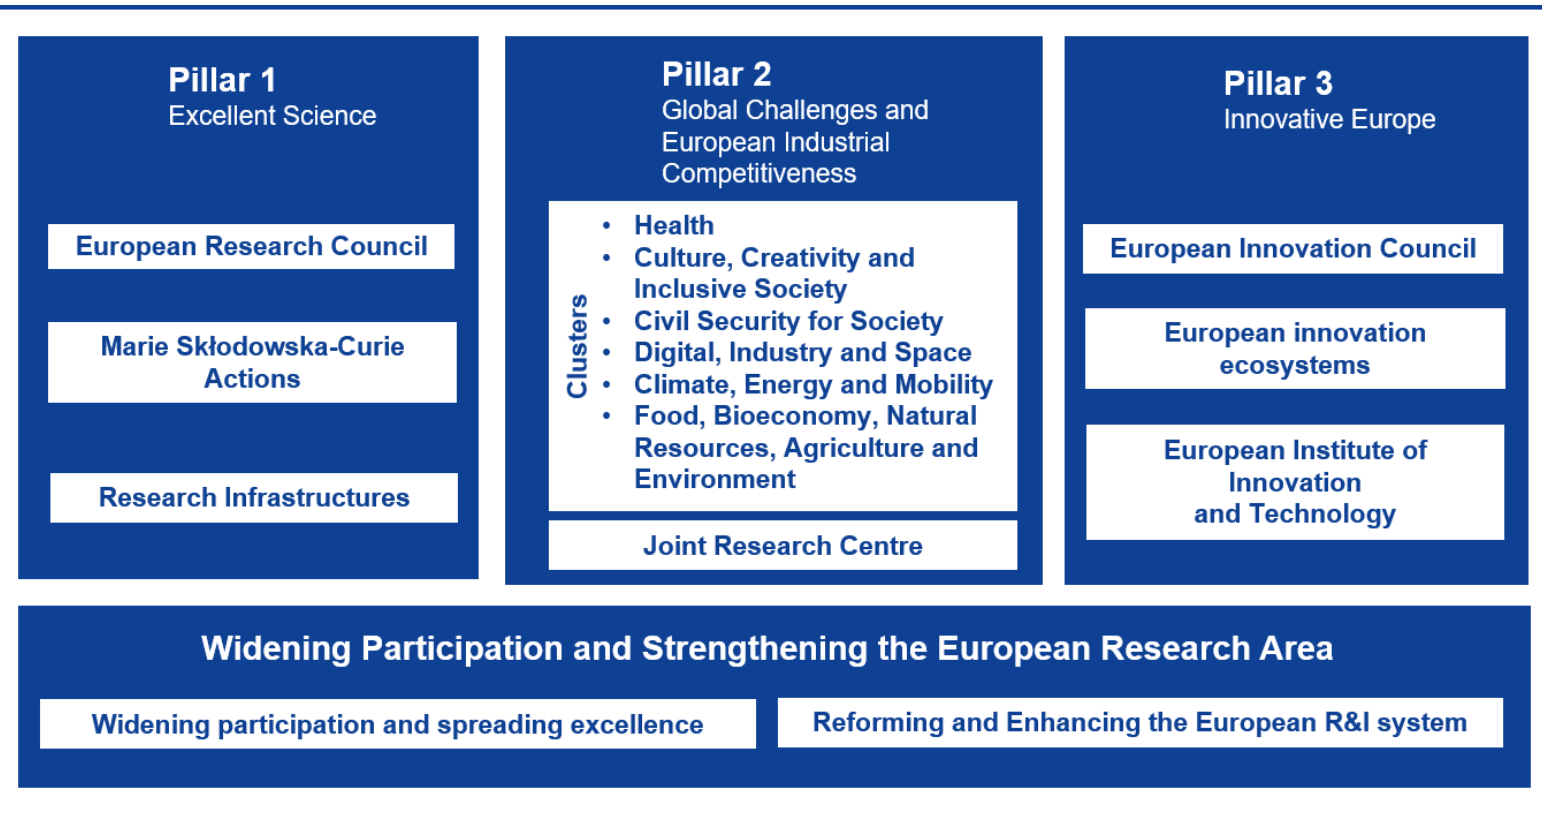 Pillar 1
Excellent Science
European Research Council
Marie Skłodowska-Curie
Actions
Research Infrastructures
Pillar 2
Global Challenges and
European Industrial
Competitiveness
Clusters
• Health
• Culture, Creativity and
Inclusive Society
• Civil Security for Society
• Digital, Industry and Space
• Climate, Energy and Mobility
• Food, Bioeconomy, Natural
Resources, Agriculture and
Environment
Joint Research Centre
Pillar 3
Innovative Europe
European Innovation Council
European innovation
ecosystems
European Institute of
Innovation
and Technology
Widening Participation and Strengthening the European Research Area
Widening participation and spreading excellence
Reforming and Enhancing the European R&I system